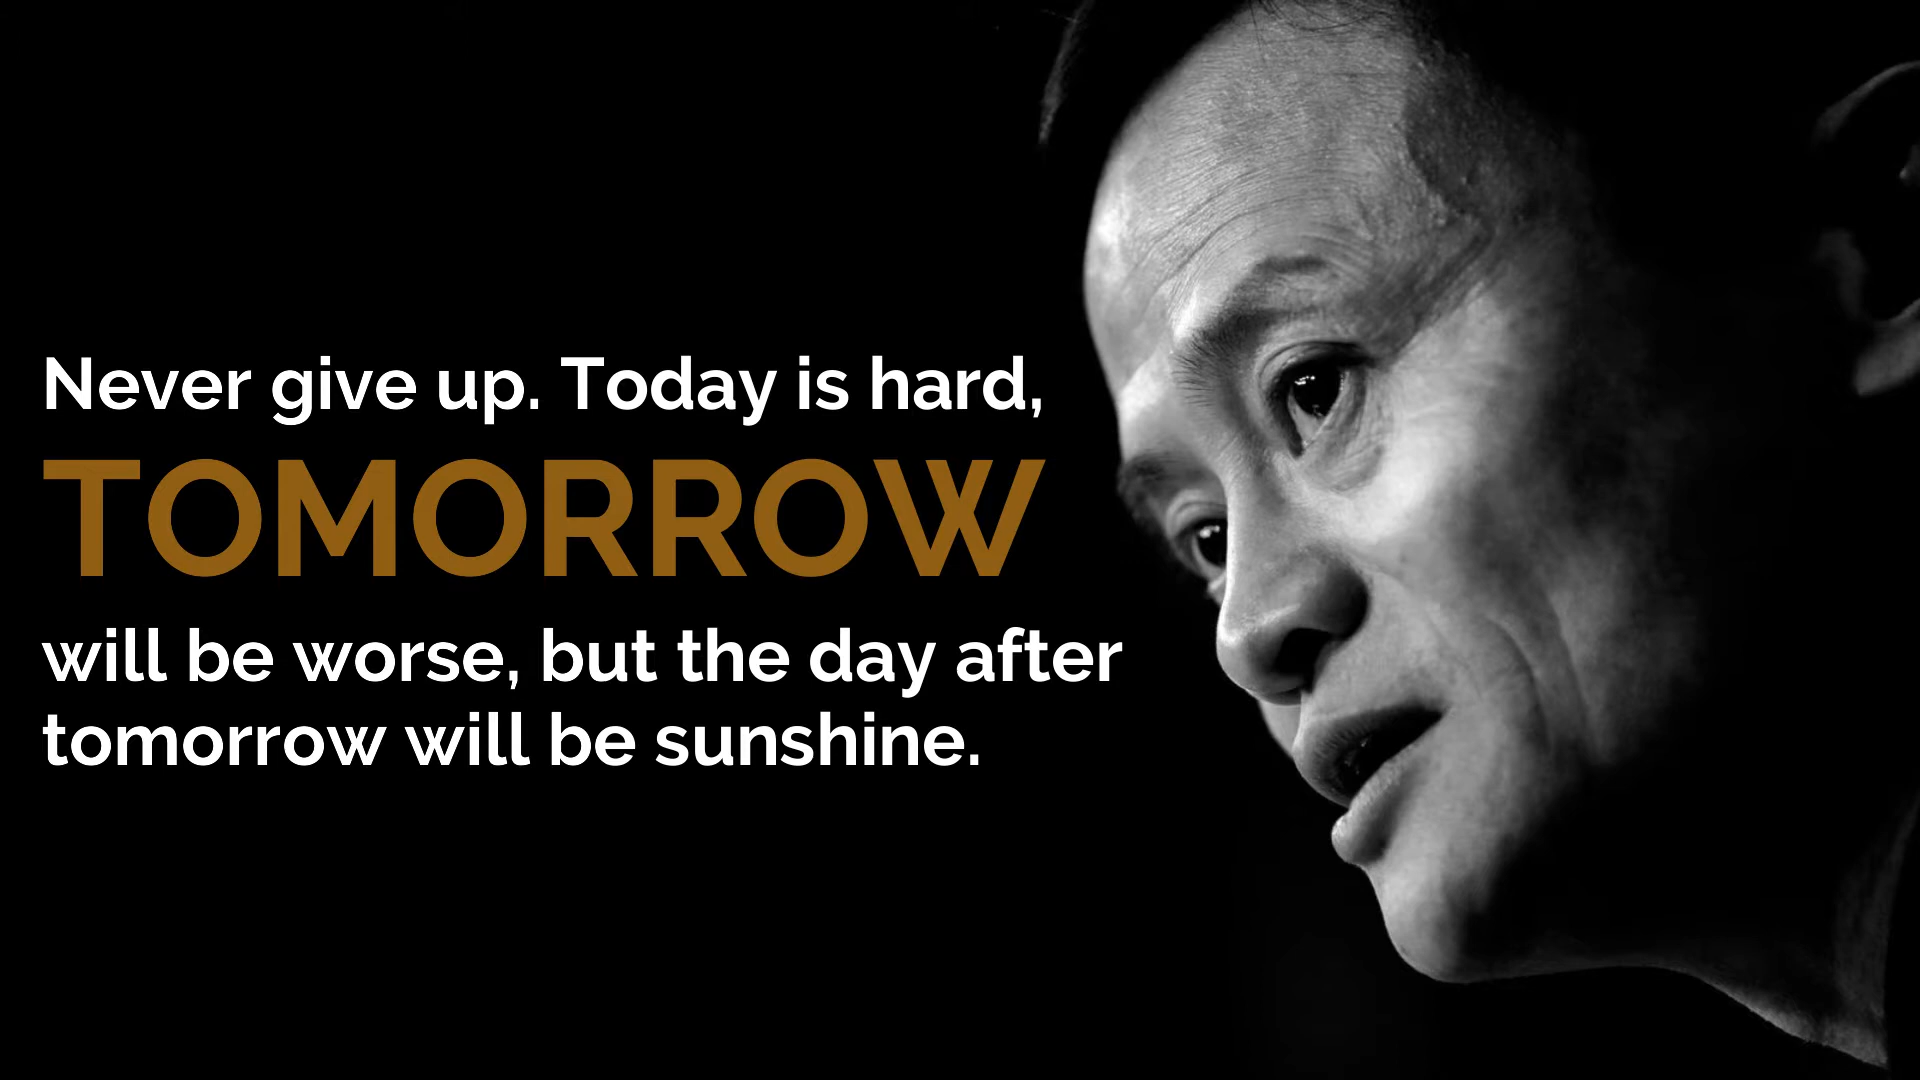 Never give up. Today is hard,
TOMORROW
will be worse, but the day after
tomorrow will be sunshine.